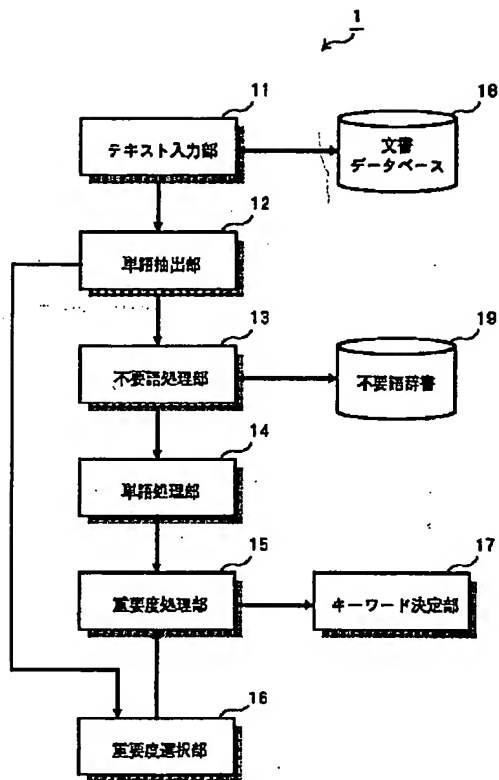 1
11
テキスト入力部
18
文書
データベース
12
単語抽出部
13
不要語処理部
19
不要語辞書
14
単語処理部
15
重要度処理部
17
キーワード決定部
16
重要度選択部